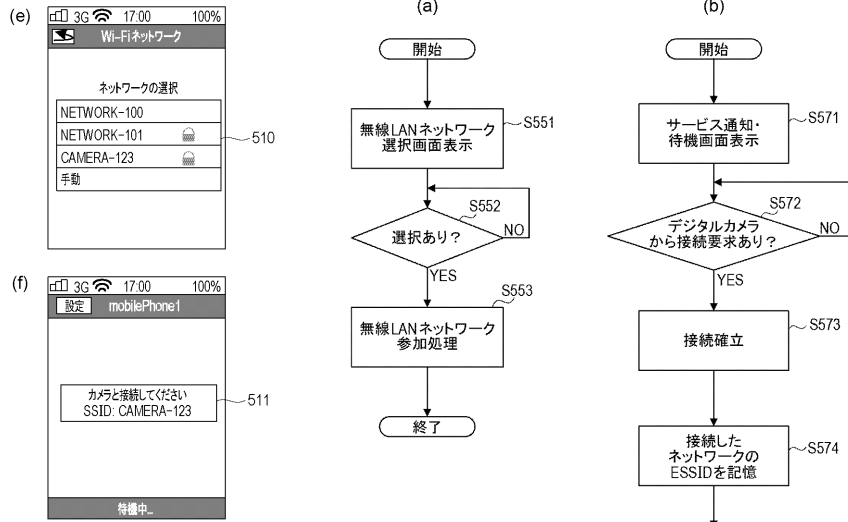 (e)
3G 17:00 100%
Wi-Fiネットワーク
ネットワークの選択
NETWORK-100
NETWORK-101
CAMERA-123
手動
510
(f)
3G 17:00 100%
設定 mobilePhone1
カメラと接続してください
SSID: CAMERA-123
511
待機中...
(a)
開始
無線LANネットワーク
選択画面表示
S551
S552
選択あり?
NO
YES
S553
無線LANネットワーク
参加処理
終了
(b)
開始
サービス通知・
待機画面表示
S571
S572
デジタルカメラ
から接続要求あり?
NO
YES
接続確立
S573
接続した
ネットワークの
ESSIDを記憶
S574